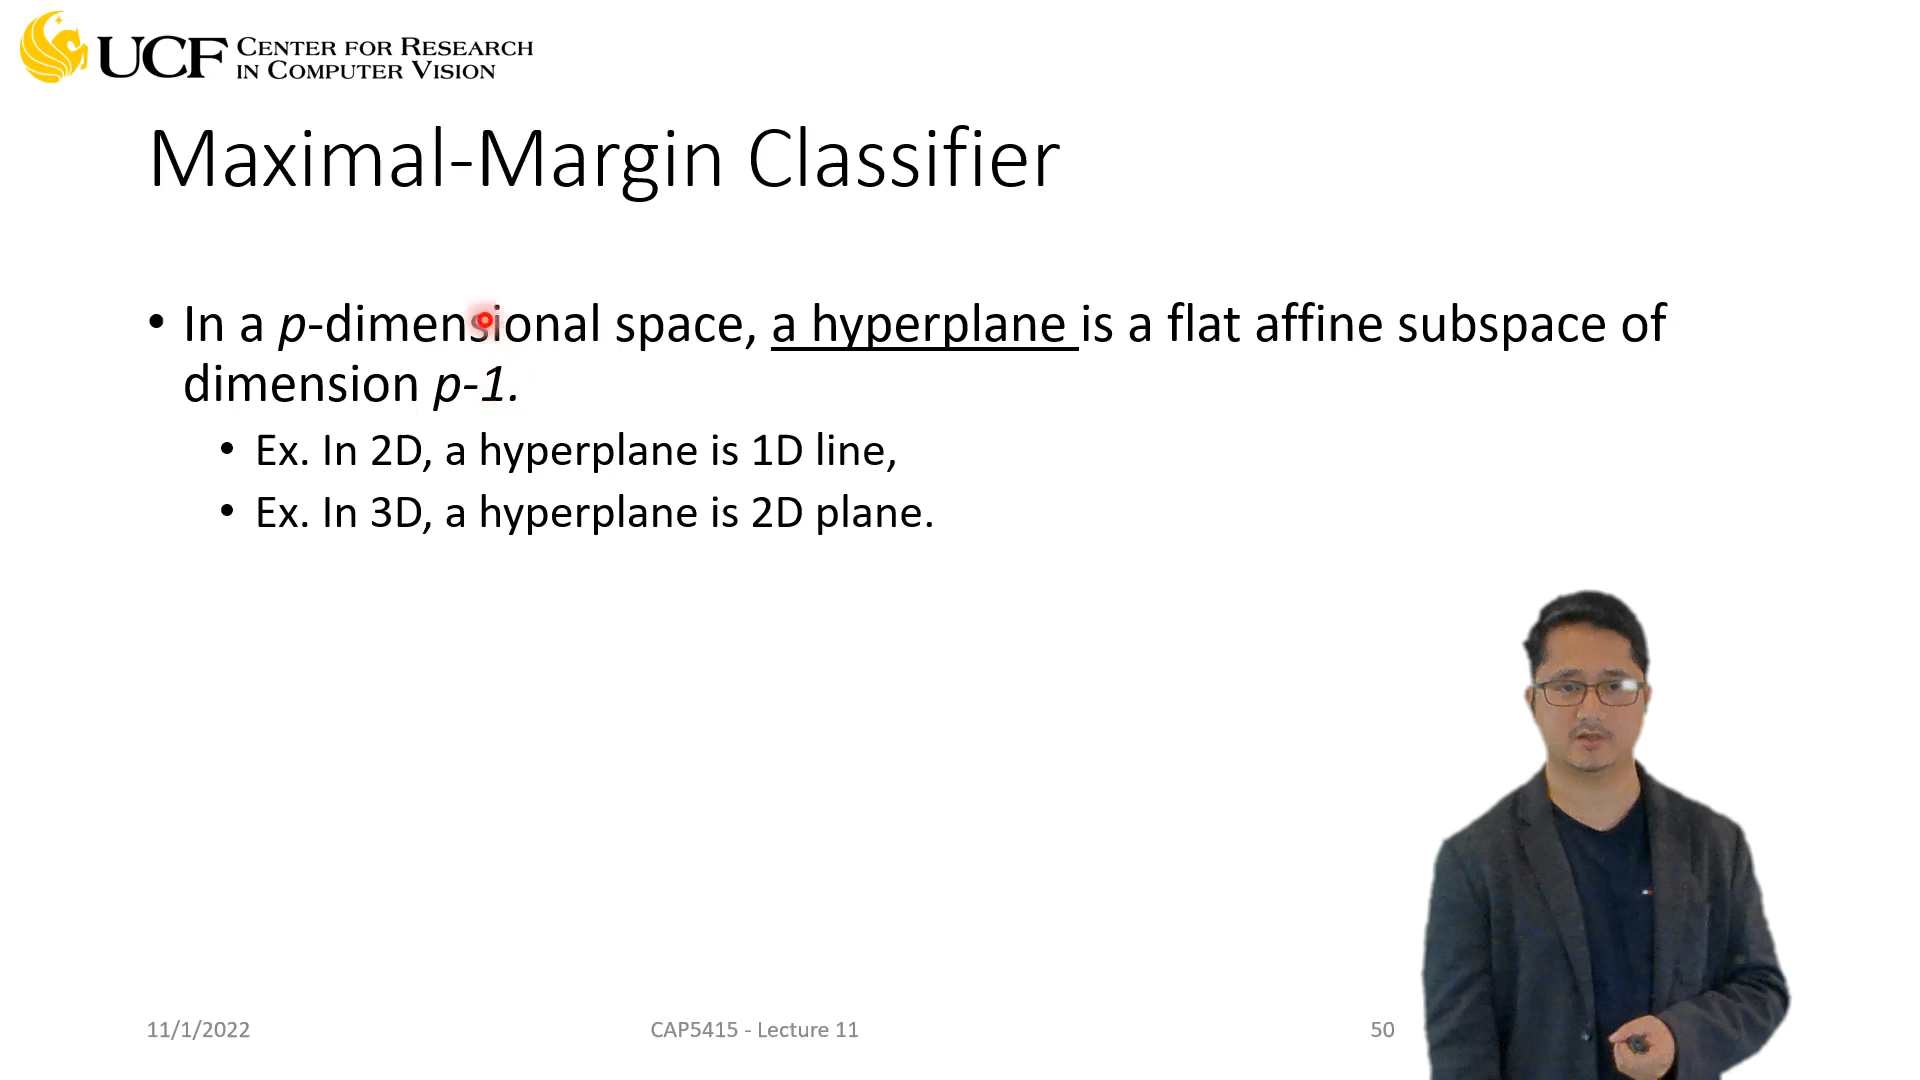 UCF CENTER FOR RESEARCH
IN COMPUTER VISION
Maximal-Margin Classifier
• In a p-dimensional space, a hyperplane is a flat affine subspace of
dimension p-1.
• Ex. In 2D, a hyperplane is 1D line,
• Ex. In 3D, a hyperplane is 2D plane.
11/1/2022
CAP5415 - Lecture 11
50